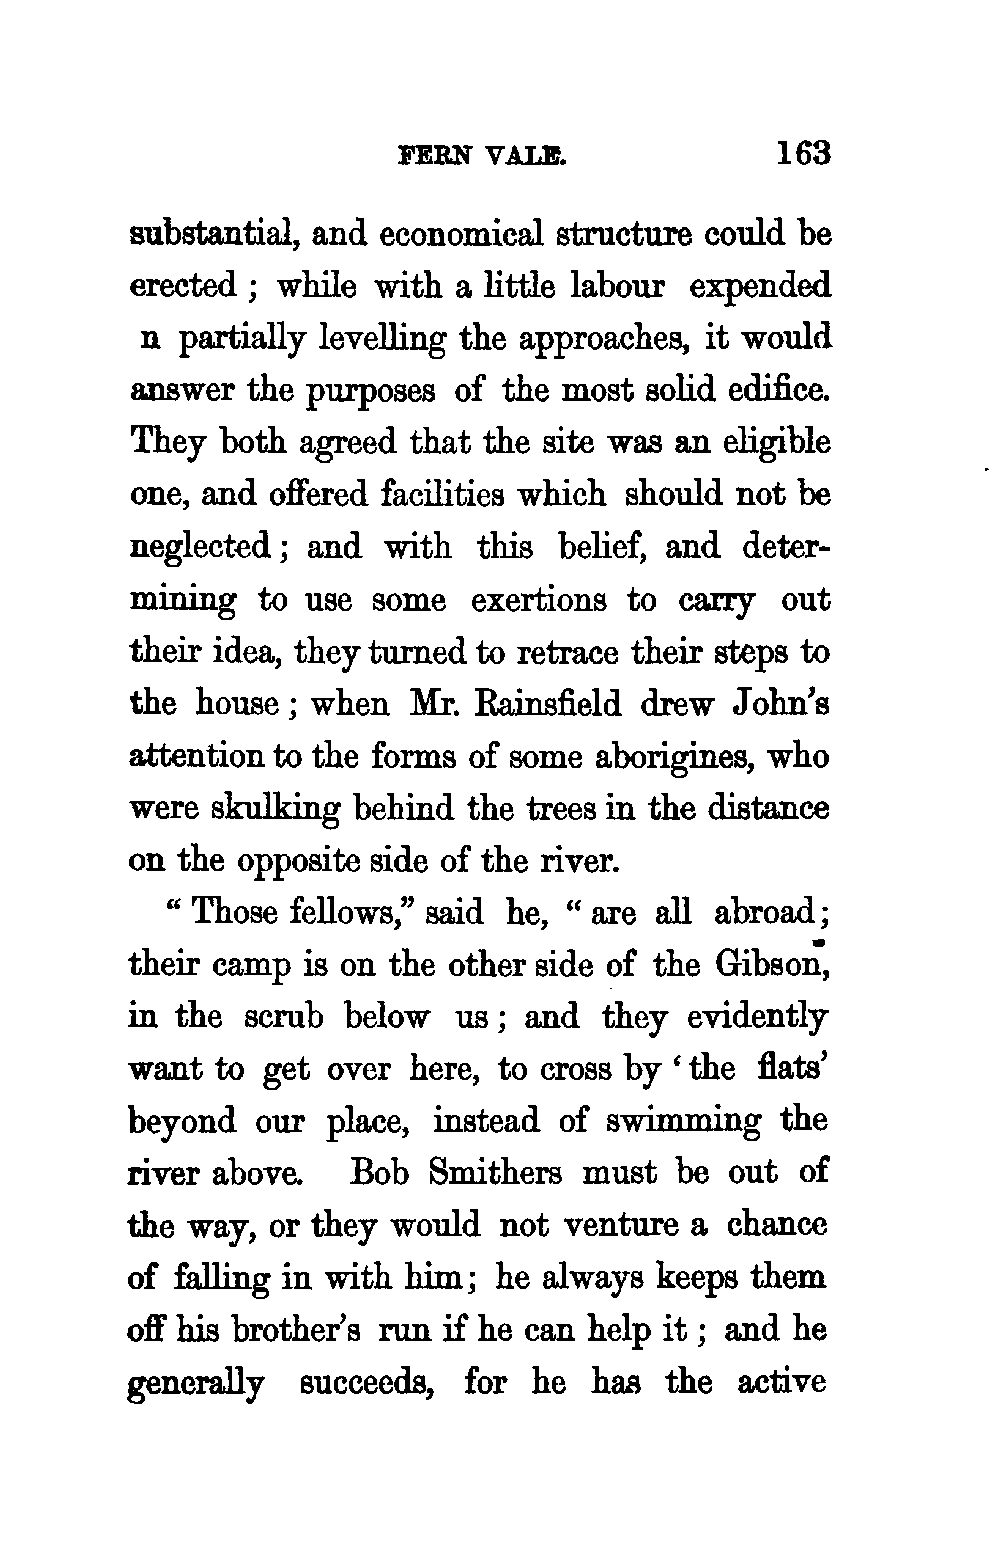 FERN VALE. 163
substantial, and economical structure could be
erected ; while with a little labour expended
n partially levelling the approaches, it would
answer the purposes of the most solid edifice.
They both agreed that the site was an eligible
one, and offered facilities which should not be
neglected ; and with this belief, and deter-
mining to use some exertions to carry out
their idea, they turned to retrace their steps to
the house ; when Mr. Rainsfield drew John's
attention to the forms of some aborigines, who
were skulking behind the trees in the distance
on the opposite side of the river.
“ Those fellows,” said he, “ are all abroad;
their camp is on the other side of the Gibson,
in the scrub below us ; and they evidently
want to get over here, to cross by ‘ the flats’
beyond our place, instead of swimming the
river above. Bob Smithers must be out of
the way, or they would not venture a chance
of falling in with him; he always keeps them
off his brother's run if he can help it ; and he
generally succeeds, for he has the active